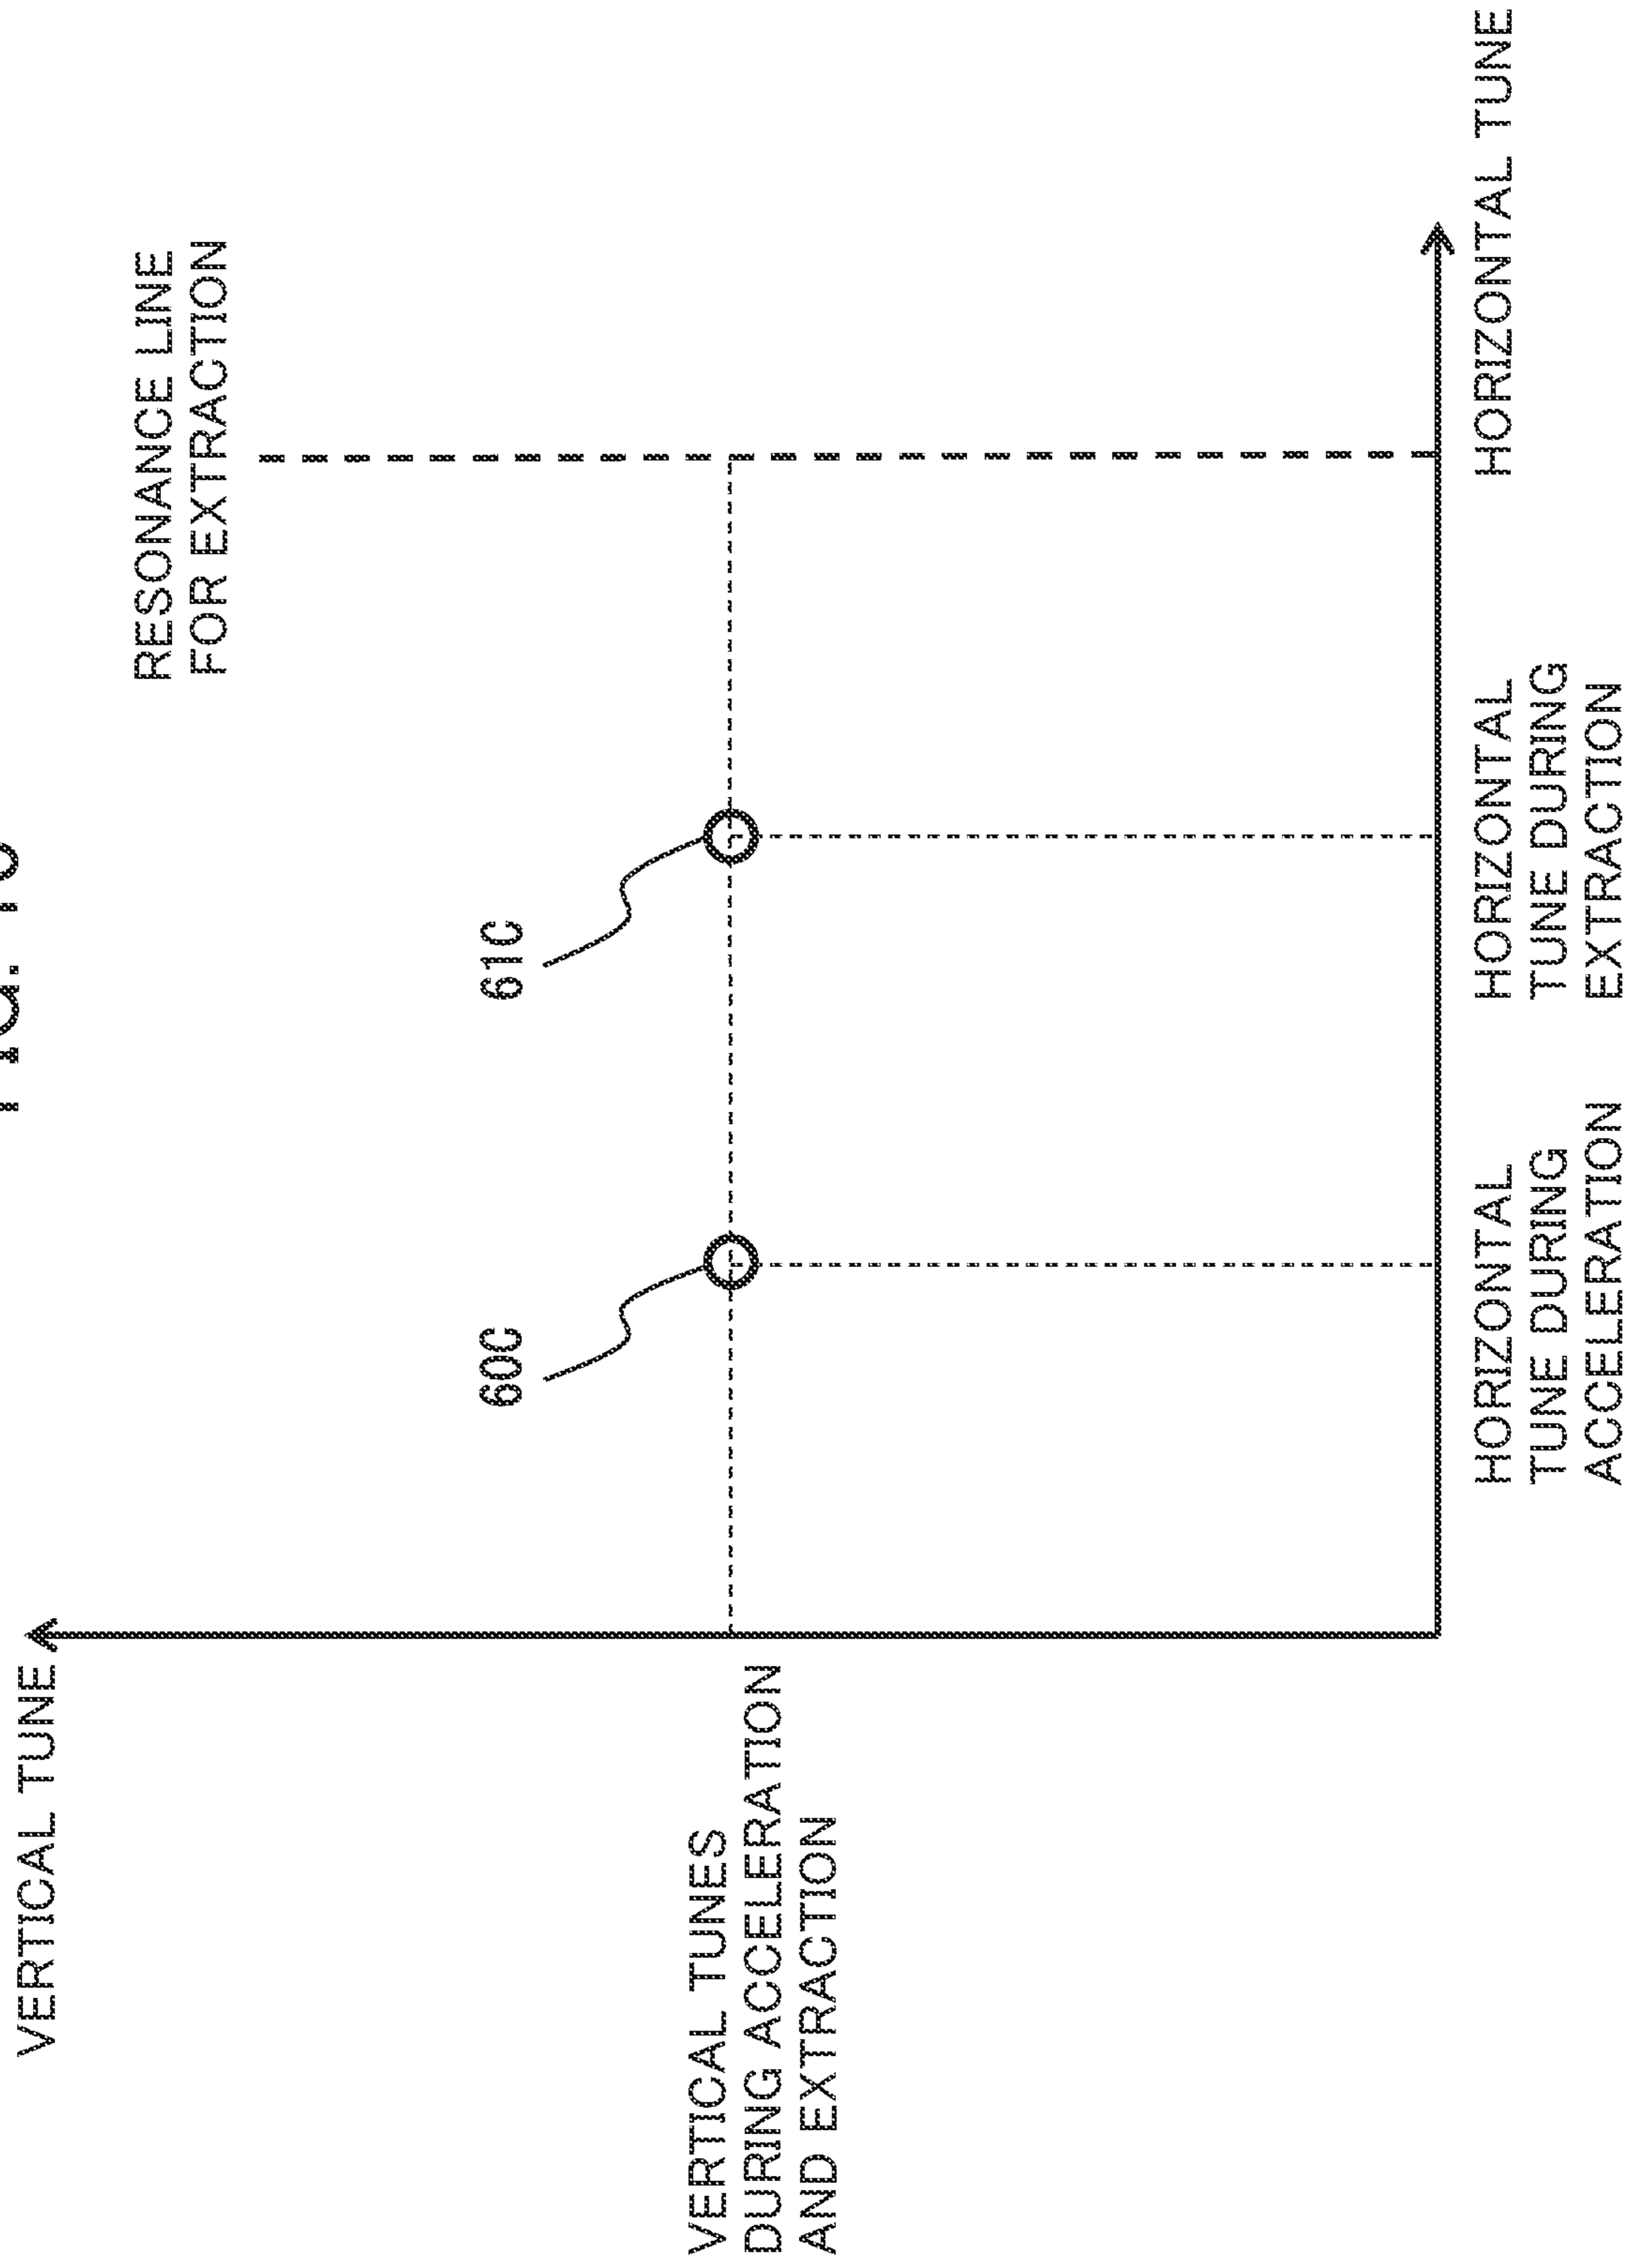 VERTICAL TUNE
RESONANCE LINE
FOR EXTRACTION
61C
60C
VERTICAL TUNES
DURING ACCELERATION
AND EXTRACTION
HORIZONTAL
TUNE DURING
ACCELERATION
HORIZONTAL
TUNE DURING
EXTRACTION
HORIZONTAL TUNE